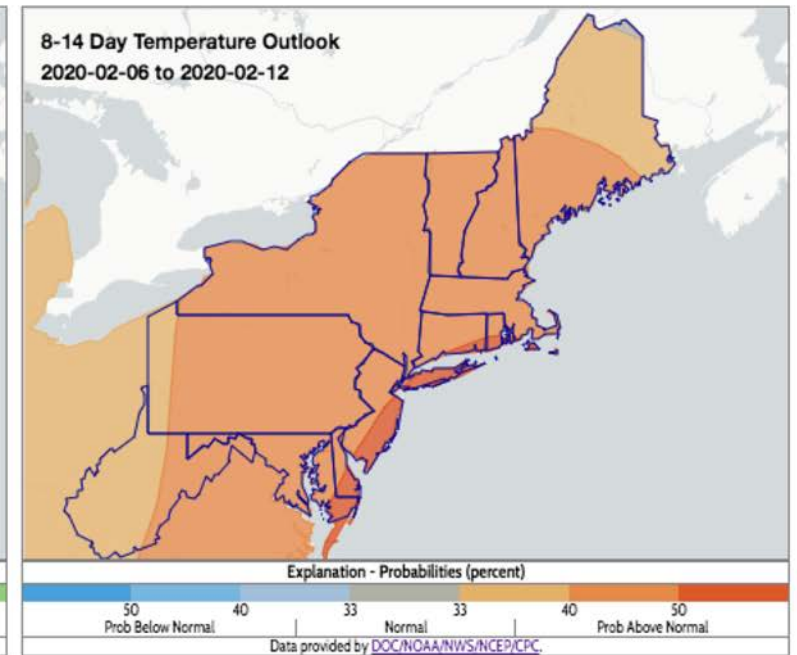 8-14 Day Temperature Outlook
2020-02-06 to 2020-02-12
Explanation - Probabilities (percent)
50 40 33 33 40 50
Prob Below Normal | Normal | Prob Above Normal
Data provided by DOC/NOAA/NWS/NCEP/CPC.